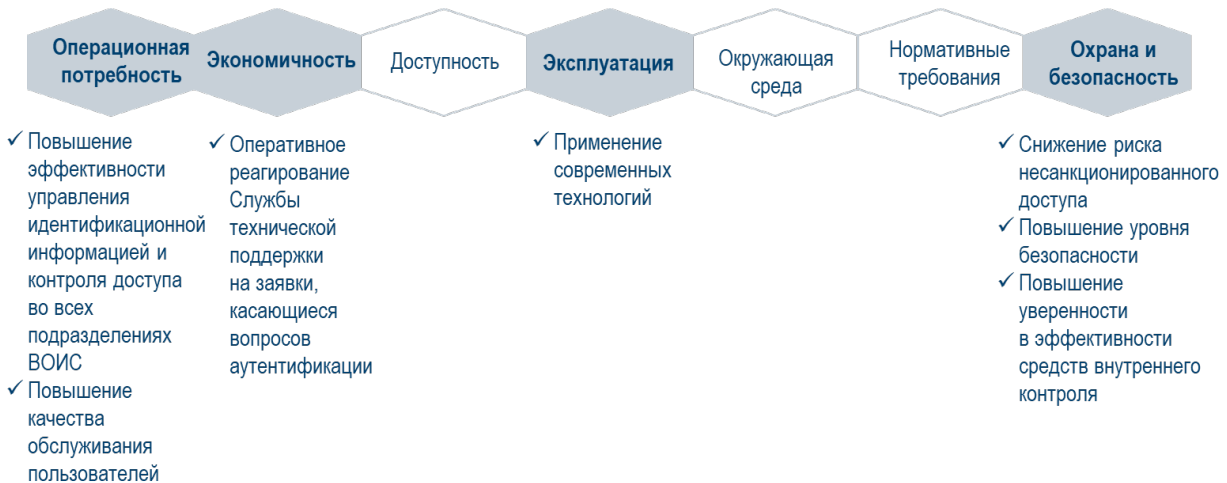 Операционная
потребность
Экономичность
Доступность
Эксплуатация
Окружающая
среда
Нормативные
требования
Охрана и
безопасность
✓ Повышение
эффективности
управления
идентификационной
информацией и
контроля доступа
во всех
подразделениях
ВОИС
✓ Повышение
качества
обслуживания
пользователей
✓ Оперативное
реагирование
Службы
технической
поддержки
на заявки,
касающиеся
вопросов
аутентификации
✓ Применение
современных
технологий
✓ Снижение риска
несанкционированного
доступа
✓ Повышение уровня
безопасности
✓ Повышение
уверенности
в эффективности
средств внутреннего
контроля